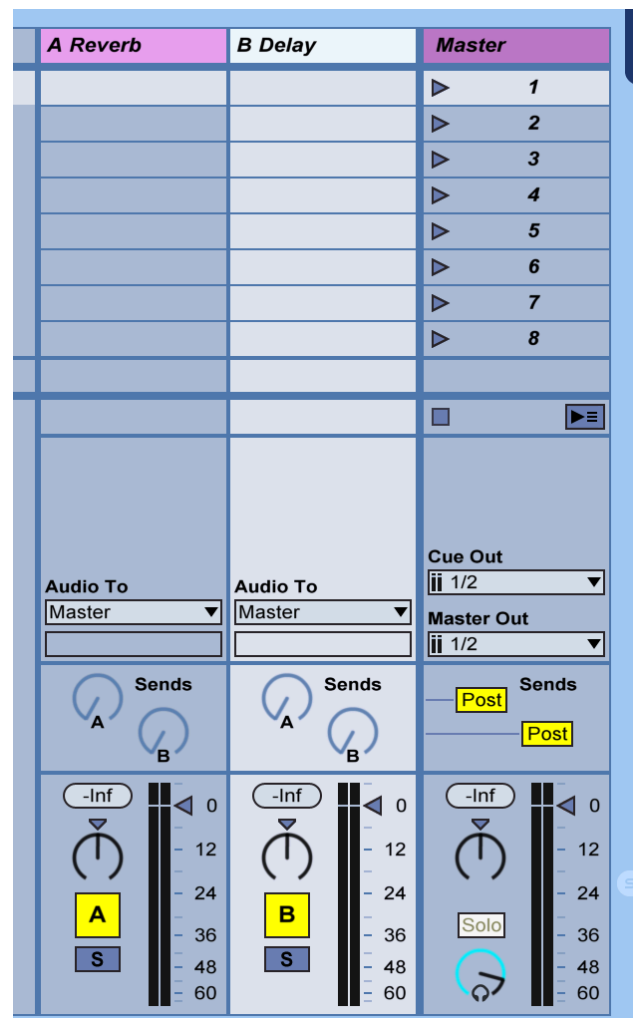 A Reverb B Delay Master
1
2
3
4
5
6
7
8
Cue Out
1/2
Audio To Audio To
Master Master
Master Out
1/2
Sends Sends Sends
Post
A A
Post
B B
-Inf -Inf -Inf
0 0 0
12 12 12
24 24 24
A B
Solo
36 36 36
S S
48 48 48
60 60 60